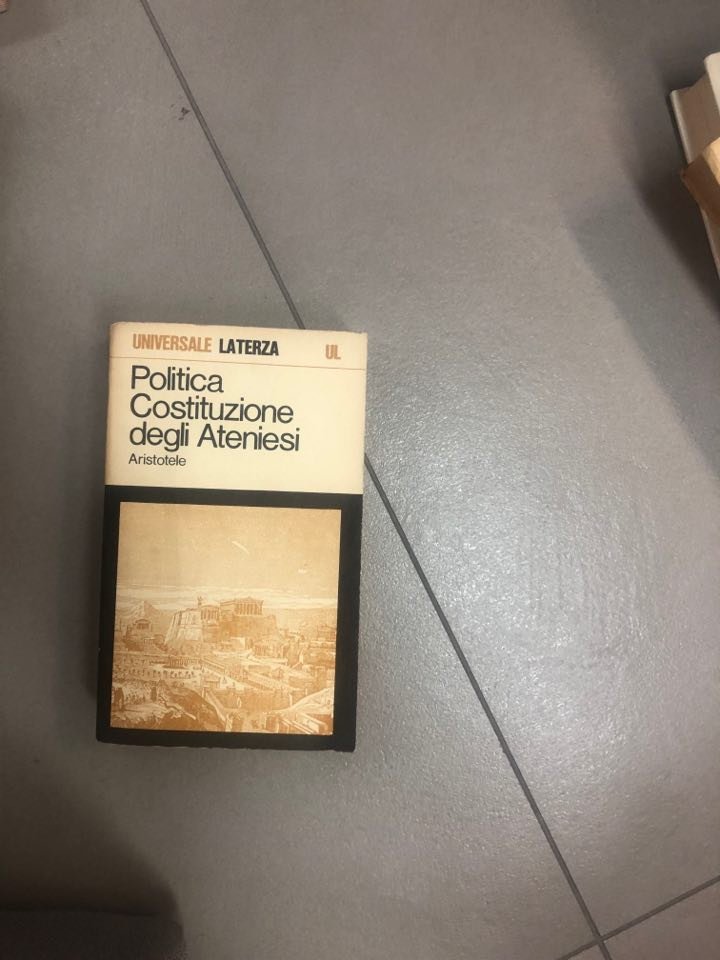 UNIVERSALE LATERZA UL
Politica
Costituzione
degli Ateniesi
Aristotele